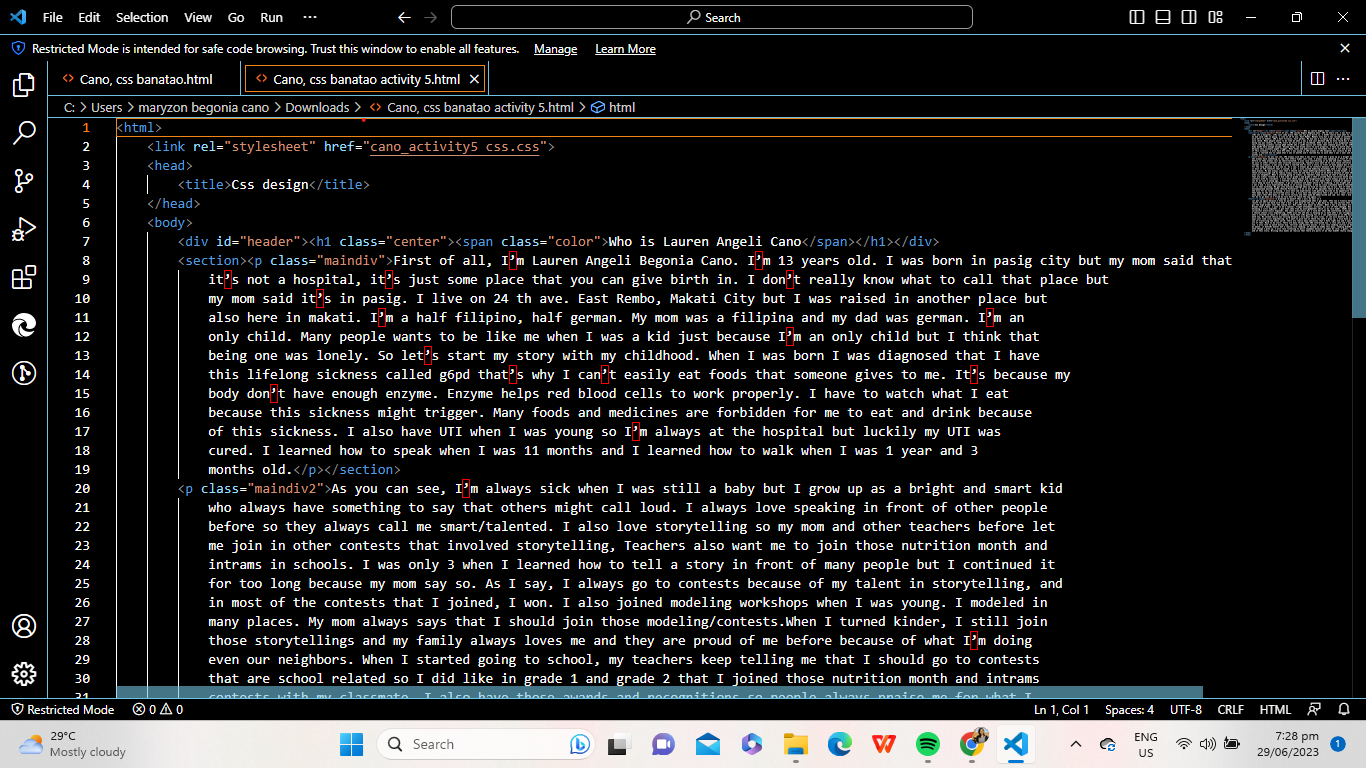 File Edit Selection View Go Run ··· Search
Restricted Mode is intended for safe code browsing. Trust this window to enable all features. Manage Learn More
Cano, css banatao.html Cano, css banatao activity 5.html
C: > Users > maryzon begonia cano > Downloads > Cano, css banatao activity 5.html > html
1 <html>
2 <link rel="stylesheet" href="cano_activity5 css.css">
3 <head>
4 <title>Css design</title>
5 </head>
6 <body>
7 <div id="header"><h1 class="center"><span class="color">Who is Lauren Angeli Cano</span></h1></div>
8 <section><p class="maindiv">First of all, I’m Lauren Angeli Begonia Cano. I’m 13 years old. I was born in pasig city but my mom said that
9 it’s not a hospital, it’s just some place that you can give birth in. I don’t really know what to call that place but
10 my mom said it’s in pasig. I live on 24 th ave. East Rembo, Makati City but I was raised in another place but
11 also here in makati. I’m a half filipino, half german. My mom was a filipina and my dad was german. I’m an
12 only child. Many people wants to be like me when I was a kid just because I’m an only child but I think that
13 being one was lonely. So let’s start my story with my childhood. When I was born I was diagnosed that I have
14 this lifelong sickness called g6pd that’s why I can’t easily eat foods that someone gives to me. It’s because my
15 body don’t have enough enzyme. Enzyme helps red blood cells to work properly. I have to watch what I eat
16 because this sickness might trigger. Many foods and medicines are forbidden for me to eat and drink because
17 of this sickness. I also have UTI when I was young so I’m always at the hospital but luckily my UTI was
18 cured. I learned how to speak when I was 11 months and I learned how to walk when I was 1 year and 3
19 months old.</p></section>
20 <p class="maindiv2">As you can see, I’m always sick when I was still a baby but I grow up as a bright and smart kid
21 who always have something to say that others might call loud. I always love speaking in front of other people
22 before so they always call me smart/talented. I also love storytelling so my mom and other teachers before let
23 me join in other contests that involved storytelling, Teachers also want me to join those nutrition month and
24 intrams in schools. I was only 3 when I learned how to tell a story in front of many people but I continued it
25 for too long because my mom say so. As I say, I always go to contests because of my talent in storytelling, and
26 in most of the contests that I joined, I won. I also joined modeling workshops when I was young. I modeled in
27 many places. My mom always says that I should join those modeling/contests.When I turned kinder, I still join
28 those storytellings and my family always loves me and they are proud of me before because of what I’m doing
29 even our neighbors. When I started going to school, my teachers keep telling me that I should go to contests
30 that are school related so I did like in grade 1 and grade 2 that I joined those nutrition month and intrams
31 contests with my classmate. I also have those awards and recognitions so people always praise me for what I
Restricted Mode 0 0 Ln 1, Col 1 Spaces: 4 UTF-8 CRLF HTML
29°C
Mostly cloudy
Search
ENG
US
7:28 pm
29/06/2023
1